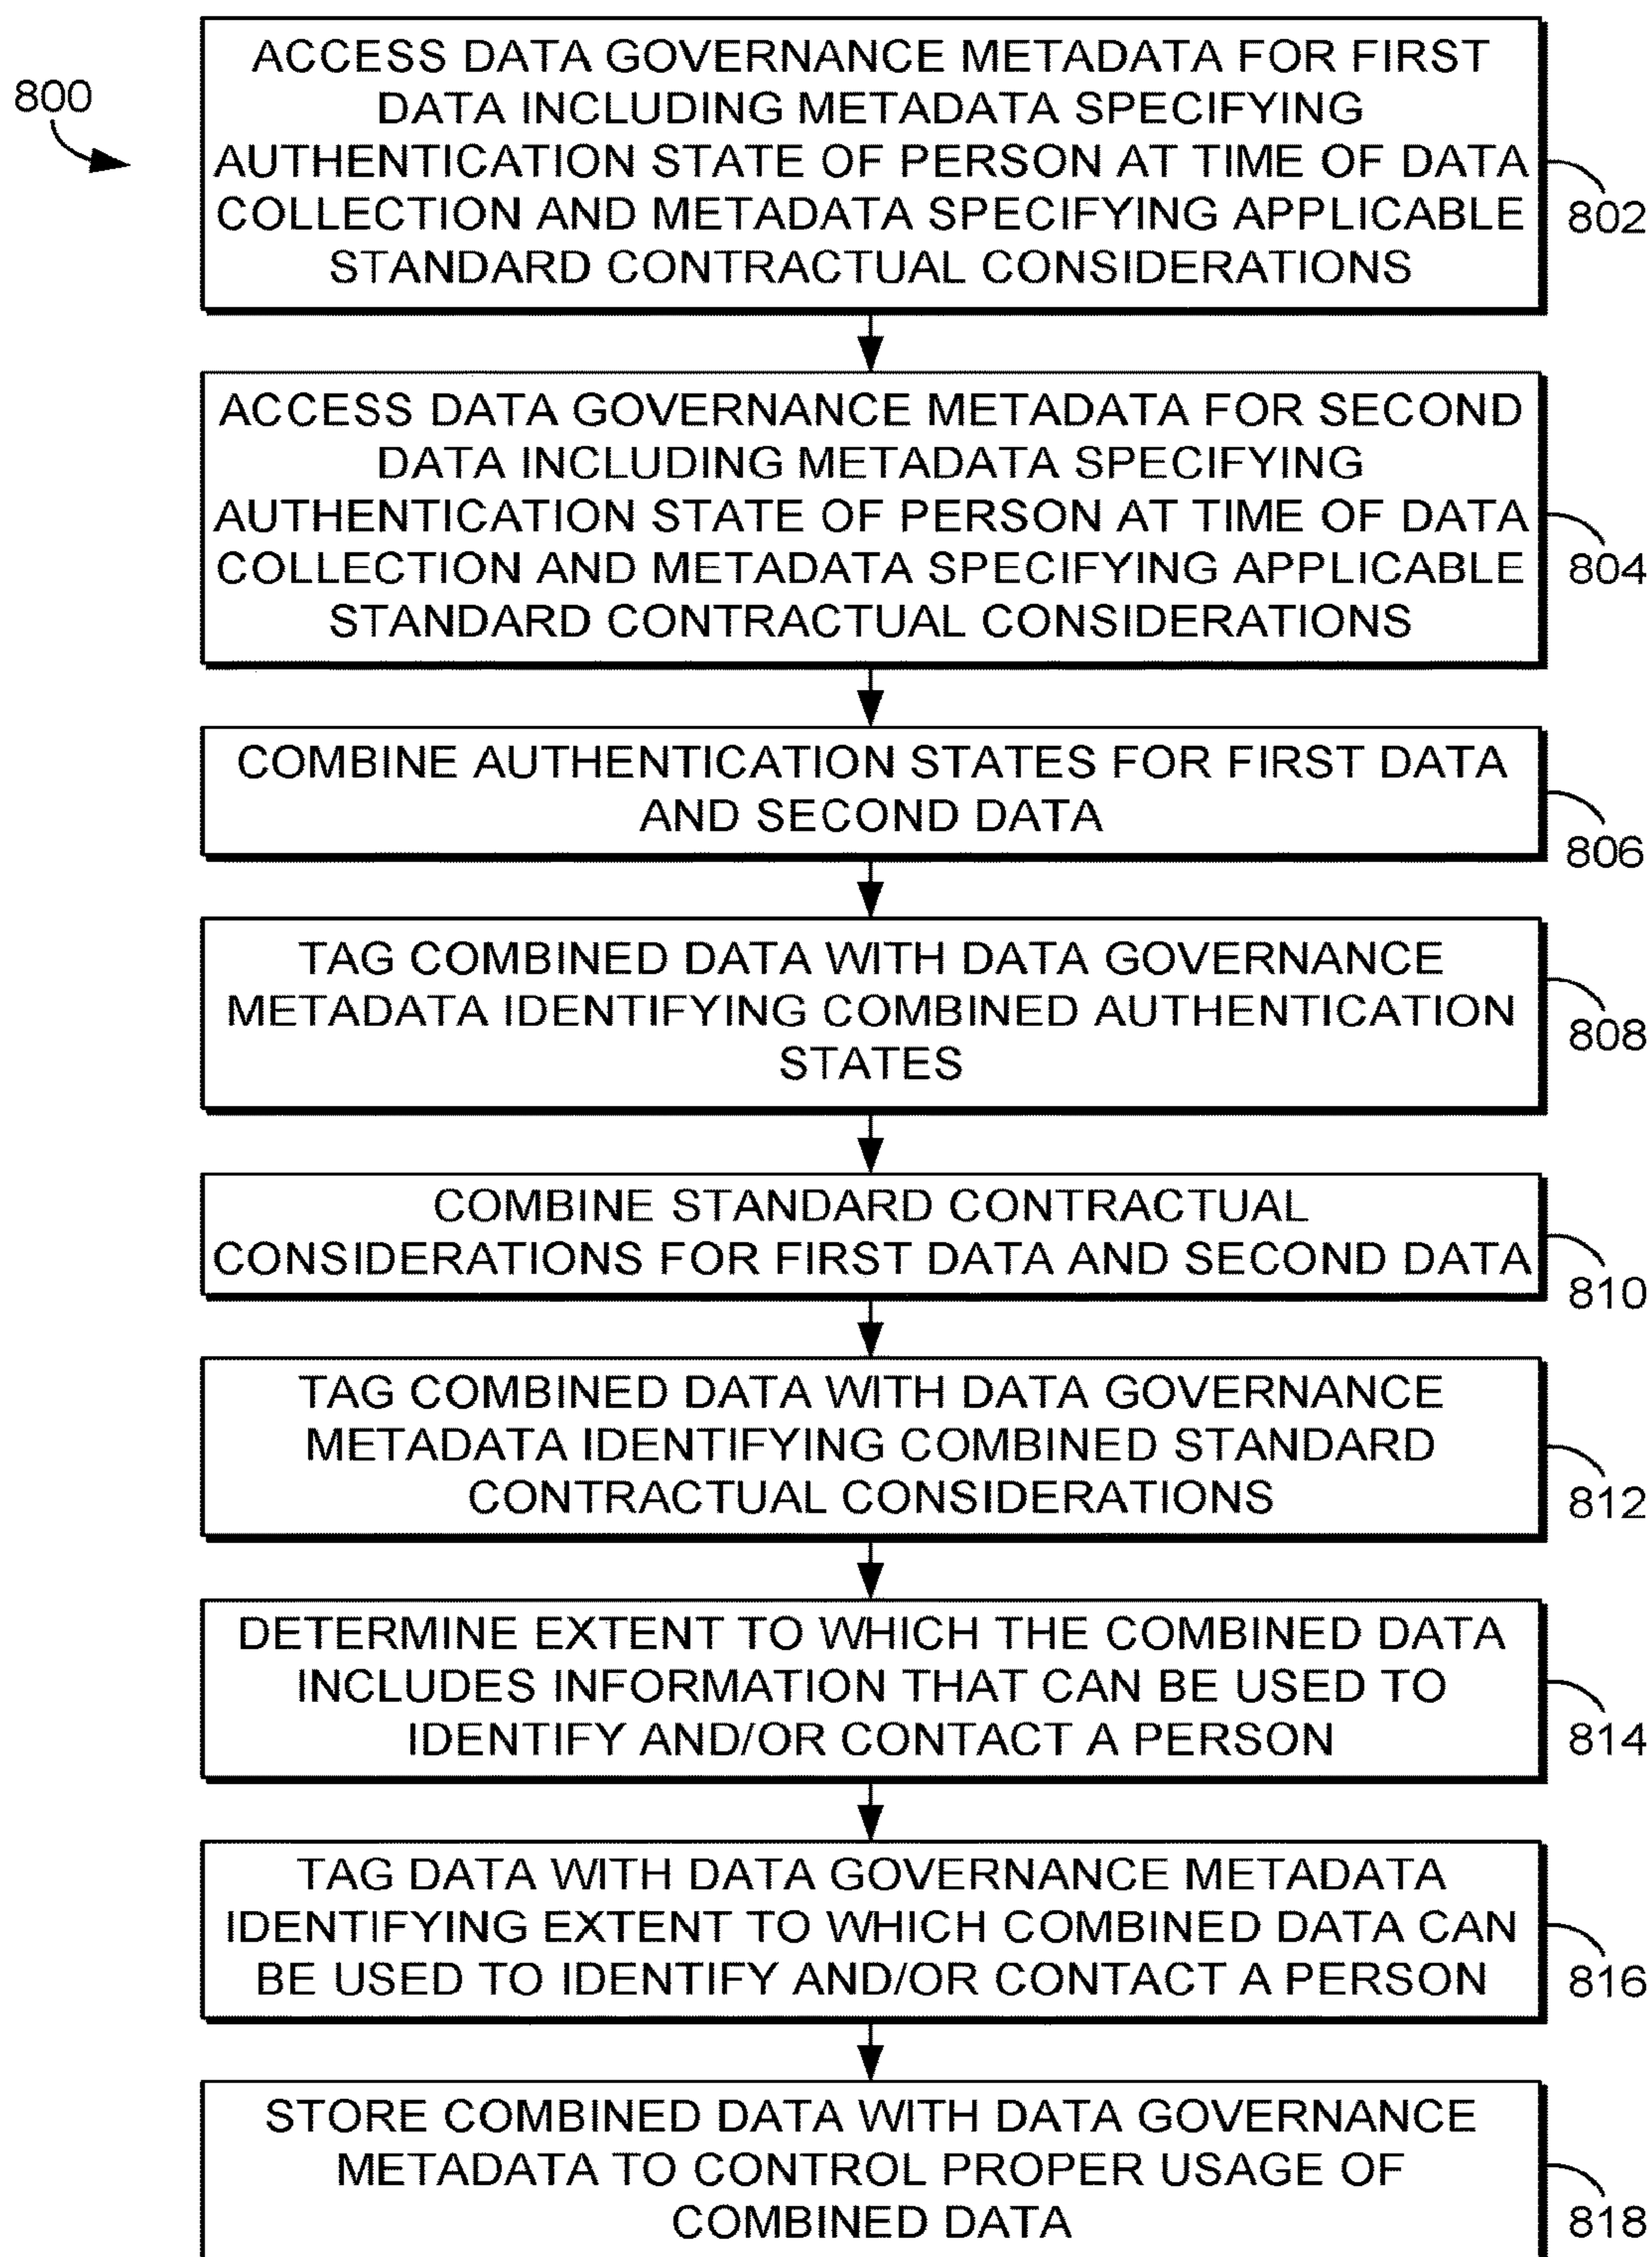 800
ACCESS DATA GOVERNANCE METADATA FOR FIRST
DATA INCLUDING METADATA SPECIFYING
AUTHENTICATION STATE OF PERSON AT TIME OF DATA
COLLECTION AND METADATA SPECIFYING APPLICABLE
STANDARD CONTRACTUAL CONSIDERATIONS
802
ACCESS DATA GOVERNANCE METADATA FOR SECOND
DATA INCLUDING METADATA SPECIFYING
AUTHENTICATION STATE OF PERSON AT TIME OF DATA
COLLECTION AND METADATA SPECIFYING APPLICABLE
STANDARD CONTRACTUAL CONSIDERATIONS
804
COMBINE AUTHENTICATION STATES FOR FIRST DATA
AND SECOND DATA
806
TAG COMBINED DATA WITH DATA GOVERNANCE
METADATA IDENTIFYING COMBINED AUTHENTICATION
STATES
808
COMBINE STANDARD CONTRACTUAL
CONSIDERATIONS FOR FIRST DATA AND SECOND DATA
810
TAG COMBINED DATA WITH DATA GOVERNANCE
METADATA IDENTIFYING COMBINED STANDARD
CONTRACTUAL CONSIDERATIONS
812
DETERMINE EXTENT TO WHICH THE COMBINED DATA
INCLUDES INFORMATION THAT CAN BE USED TO
IDENTIFY AND/OR CONTACT A PERSON
814
TAG DATA WITH DATA GOVERNANCE METADATA
IDENTIFYING EXTENT TO WHICH COMBINED DATA CAN
BE USED TO IDENTIFY AND/OR CONTACT A PERSON
816
STORE COMBINED DATA WITH DATA GOVERNANCE
METADATA TO CONTROL PROPER USAGE OF
COMBINED DATA
818